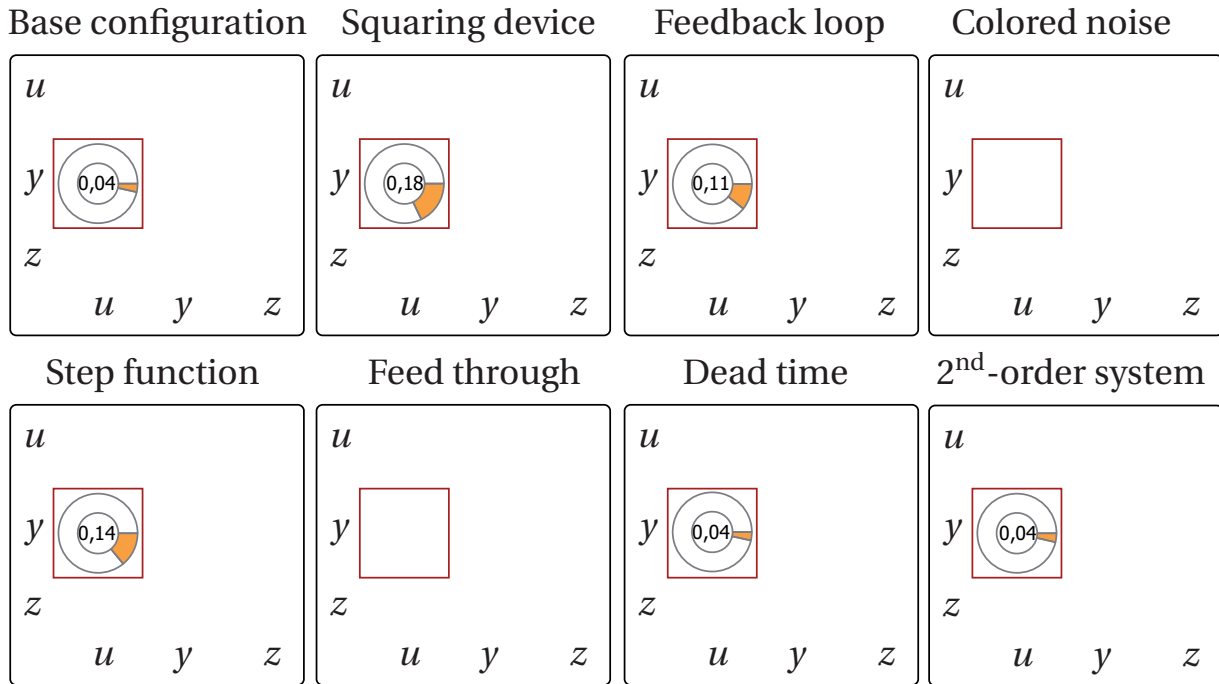 Base configuration Squaring device Feedback loop Colored noise
u u u u
y 0,04 y 0,18 y 0,11 y
z z z z
u y z u y z u y z u y z
Step function Feed through Dead time 2nd-order system
u u u u
y 0,14 y y 0,04 y 0,04
z z z z
u y z u y z u y z u y z